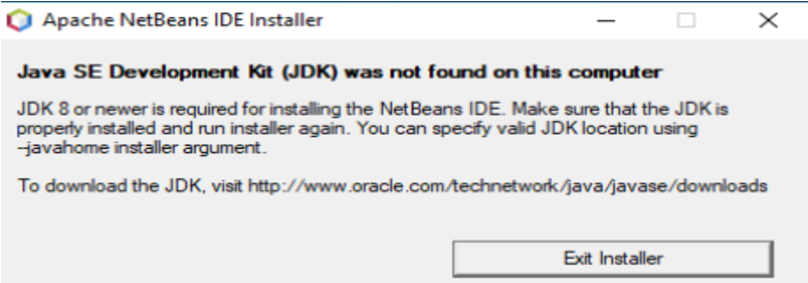 Apache NetBeans IDE Installer
Java SE Development Kit (JDK) was not found on this computer
JDK 8 or newer is required for installing the NetBeans IDE. Make sure that the JDK is
properly installed and run installer again. You can specify valid JDK location using
--javahome installer argument.
To download the JDK, visit http://www.oracle.com/technetwork/java/javase/downloads
Exit Installer